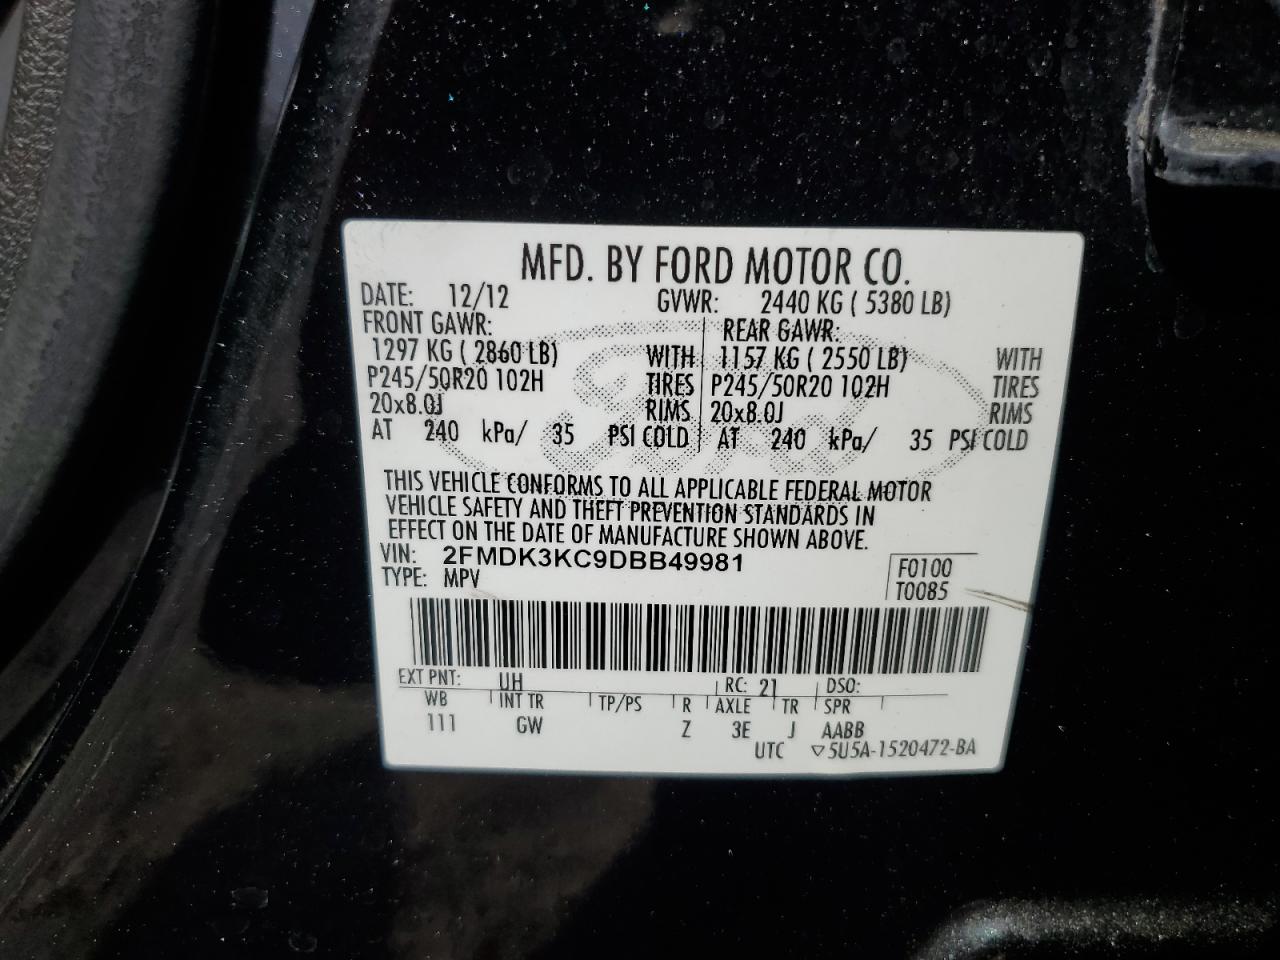 MFD. BY FORD MOTOR CO.
DATE: 12/12 GVWR: 2440 KG ( 5380 LB)
FRONT GAWR: REAR GAWR:
1297 KG ( 2860 LB) WITH 1157 KG ( 2550 LB) WITH
P245/50R20 102H TIRES P245/50R20 102H TIRES
20x8.0J RIMS 20x8.0J RIMS
AT 240 kPa/ 35 PSI COLD AT 240 kPa/ 35 PSI COLD
THIS VEHICLE CONFORMS TO ALL APPLICABLE FEDERAL MOTOR
VEHICLE SAFETY AND THEFT PREVENTION STANDARDS IN
EFFECT ON THE DATE OF MANUFACTURE SHOWN ABOVE.
VIN: 2FMDK3KC9DBB49981
TYPE: MPV
F0100
T0085
EXT PNT: UH RC: 21 DSO:
WB INT TR TP/PS R AXLE TR SPR
111 GW Z 3E J AABB
UTC ▽5U5A-1520472-BA